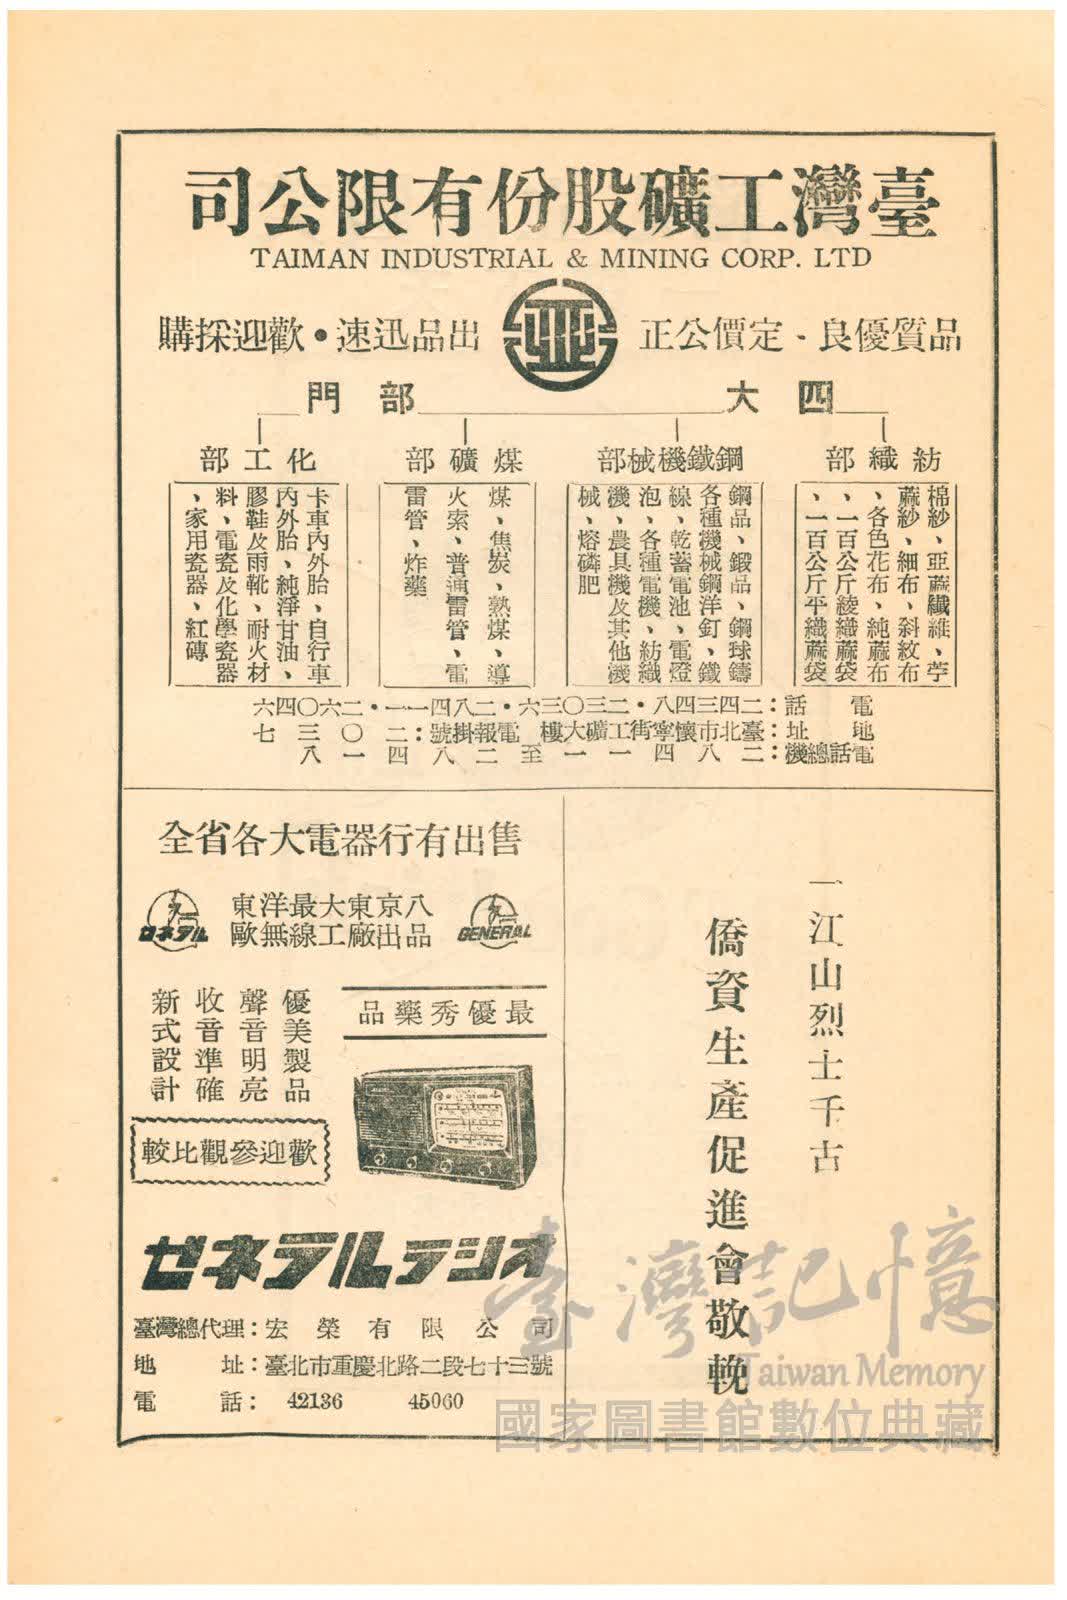 臺灣工礦股份有限公司
TAIMAN INDUSTRIAL & MINING CORP. LTD
品質優良、定價公正
出品迅速・歡迎採購
四大部門
紡織部
棉紗、亞蔴纖維、苧
蔴紗、細布、斜紋布
、各色花布、純蔴布
、一百公斤綾織蔴袋
、一百公斤平織蔴袋
鋼鐵機械部
鋼品、鍛品、鋼球鑄
各種機械鋼洋釘、鐵
線、乾蓄電池、電燈
泡、各種電機、紡織
機、農具機及其他機
械、熔磷肥
煤礦部
煤、焦炭、熟煤、導
火索、普通雷管、電
雷管、炸藥
化工部
卡車內外胎、自行車
內外胎、純淨甘油、
膠鞋及雨靴、耐火材
料、電瓷及化學瓷器
、家用瓷器、紅磚
電話：二四三四八・二三〇三六・二八四一一・二六〇四六
地址：臺北市懷寧街工礦大樓 電報掛號：二〇三七
電話總機：二八四一一至二八四一八
一江山烈士千古
僑資生產促進會敬輓
全省各大電器行有出售
ゼネラル
東洋最大東京八
歐無線工廠出品
GENERAL
優美製品
聲音明亮
收音準確
新式設計
最優秀藥品
歡迎參觀比較
ゼネラルラジオ
臺灣總代理：宏榮有限公司
地址：臺北市重慶北路二段七十三號
電話：42136 45060
臺灣記憶
Taiwan Memory
國家圖書館數位典藏